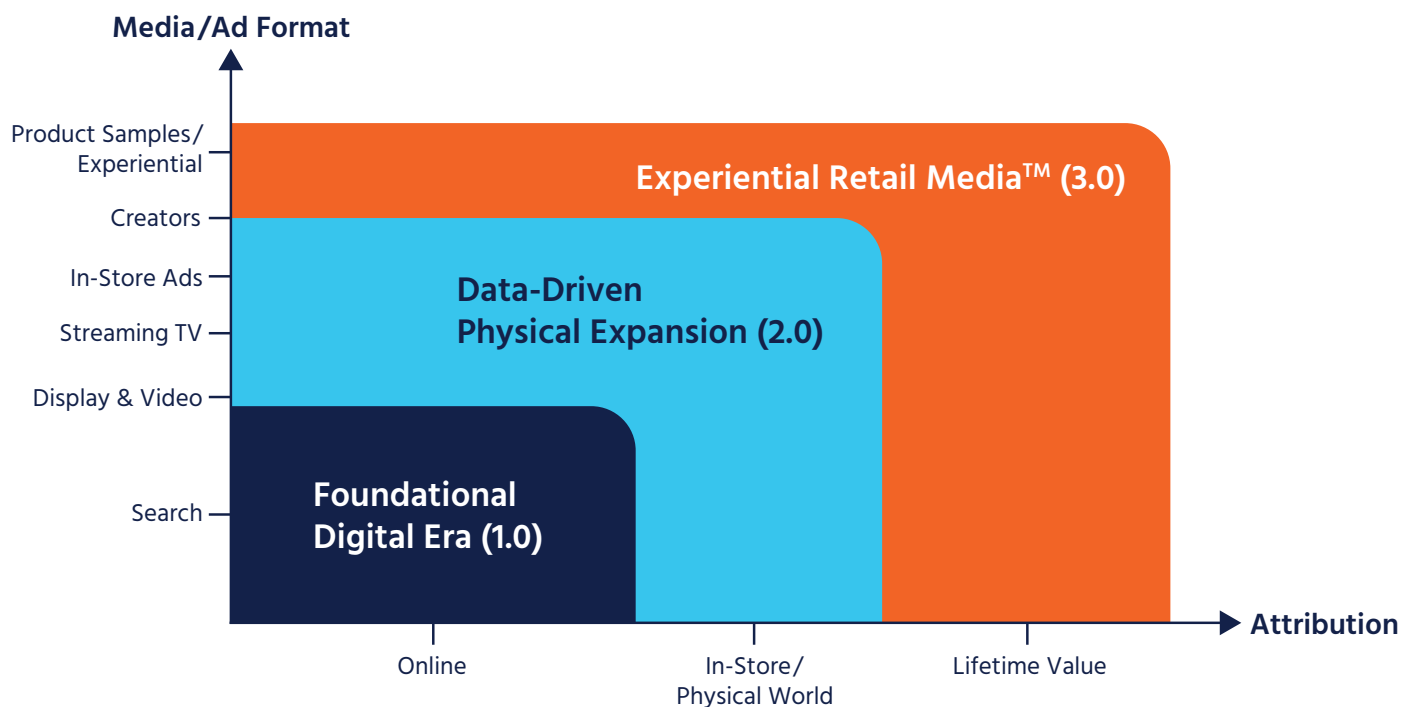 Media/Ad Format
Product Samples/
Experiential
Creators
In-Store Ads
Streaming TV
Display & Video
Search
Experiential Retail Media™ (3.0)
Data-Driven
Physical Expansion (2.0)
Foundational
Digital Era (1.0)
Attribution
Online
In-Store/
Physical World
Lifetime Value